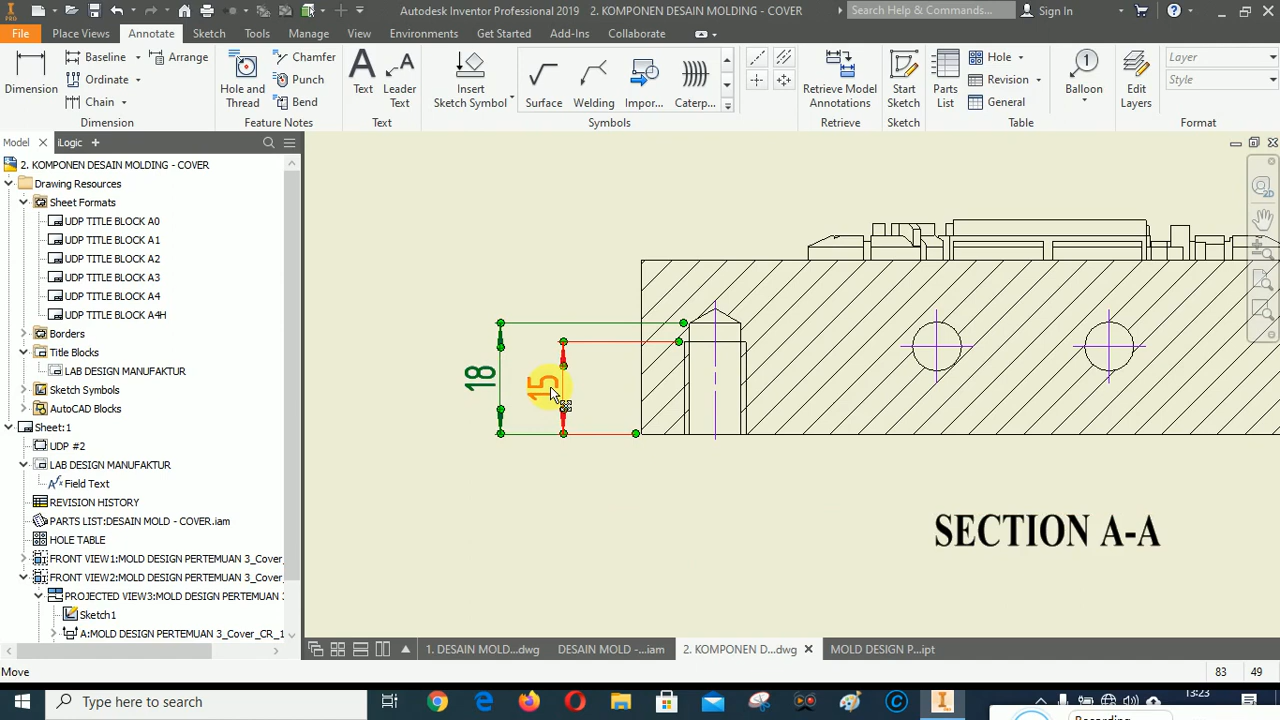 Autodesk Inventor Professional 2019
2. KOMPONEN DESAIN MOLDING - COVER
Search Help & Commands...
Sign In
PRO
File
Place Views
Annotate
Sketch
Tools
Manage
View
Environments
Get Started
Add-Ins
Collaborate
Dimension
Baseline
Ordinate
Chain
Arrange
Dimension
Hole and
Thread
Chamfer
Punch
Bend
Feature Notes
A
Text
A
Leader
Text
Text
Insert
Sketch Symbol
Surface
Welding
Impor...
Caterp...
Symbols
Retrieve Model
Annotations
Retrieve
Start
Sketch
Sketch
Parts
List
Hole
Revision
General
Table
1
Balloon
Edit
Layers
Layer
Style
Format
Model
iLogic
2. KOMPONEN DESAIN MOLDING - COVER
Drawing Resources
Sheet Formats
UDP TITLE BLOCK A0
UDP TITLE BLOCK A1
UDP TITLE BLOCK A2
UDP TITLE BLOCK A3
UDP TITLE BLOCK A4
UDP TITLE BLOCK A4H
Borders
Title Blocks
LAB DESIGN MANUFAKTUR
Sketch Symbols
AutoCAD Blocks
Sheet:1
UDP #2
LAB DESIGN MANUFAKTUR
Field Text
REVISION HISTORY
PARTS LIST:DESAIN MOLD - COVER.iam
HOLE TABLE
FRONT VIEW1:MOLD DESIGN PERTEMUAN 3_Cover_
FRONT VIEW2:MOLD DESIGN PERTEMUAN 3_Cover_
PROJECTED VIEW3:MOLD DESIGN PERTEMUAN 3
Sketch1
A:MOLD DESIGN PERTEMUAN 3_Cover_CR_1
18
15
SECTION A-A
2D
1. DESAIN MOLD...dwg
DESAIN MOLD -...iam
2. KOMPONEN D...dwg
MOLD DESIGN P...ipt
Move
83
49
Type here to search
13:23